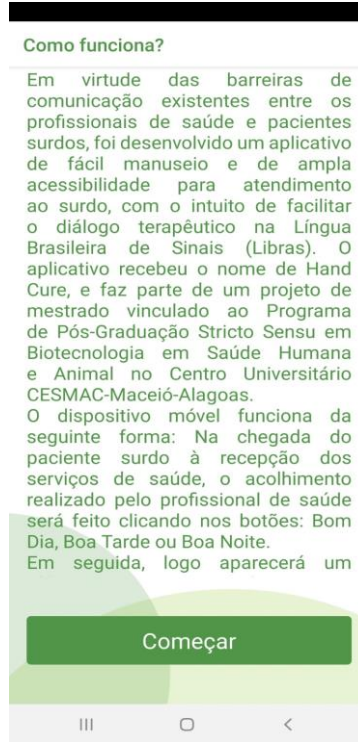 Como funciona?
Em virtude das barreiras de
comunicação existentes entre os
profissionais de saúde e pacientes
surdos, foi desenvolvido um aplicativo
de fácil manuseio e de ampla
acessibilidade para atendimento
ao surdo, com o intuito de facilitar
o diálogo terapêutico na Língua
Brasileira de Sinais (Libras). O
aplicativo recebeu o nome de Hand
Cure, e faz parte de um projeto de
mestrado vinculado ao Programa
de Pós-Graduação Stricto Sensu em
Biotecnologia em Saúde Humana
e Animal no Centro Universitário
CESMAC-Maceió-Alagoas.
O dispositivo móvel funciona da
seguinte forma: Na chegada do
paciente surdo à recepção dos
serviços de saúde, o acolhimento
realizado pelo profissional de saúde
será feito clicando nos botões: Bom
Dia, Boa Tarde ou Boa Noite.
Em seguida, logo aparecerá um
Começar